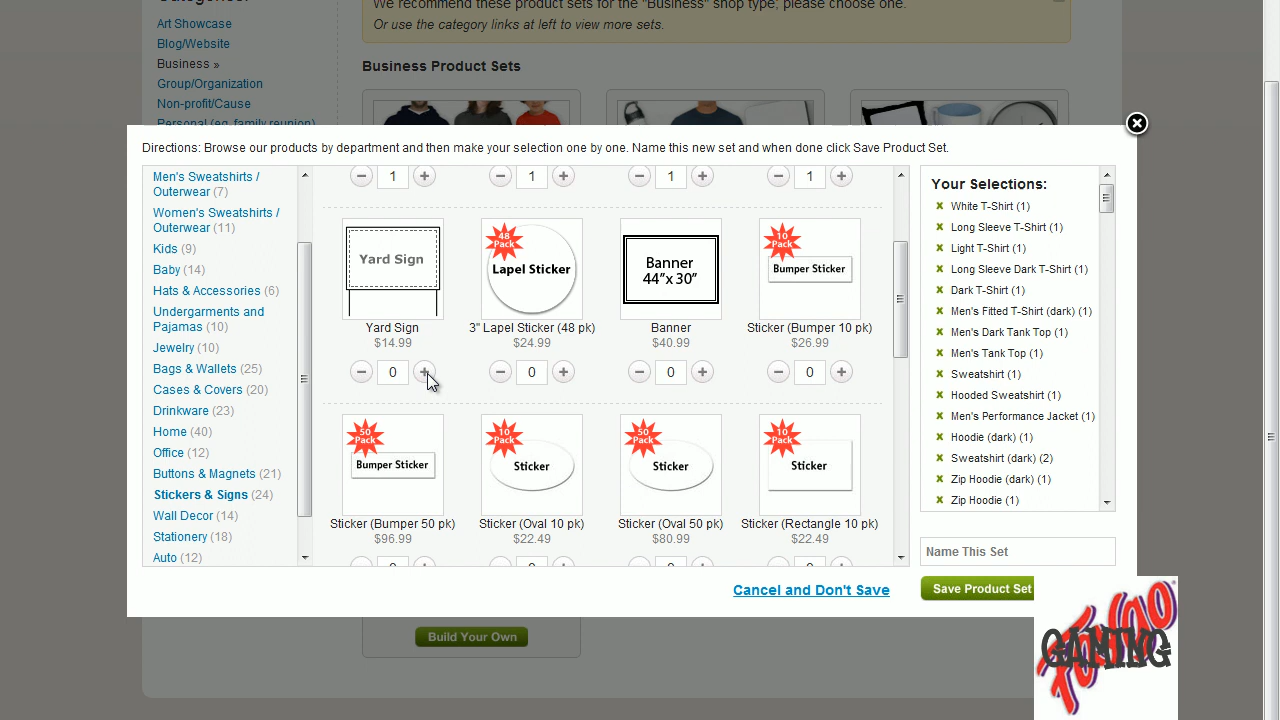 We recommend these product sets for the "Business" shop type; please choose one.
Or use the category links at left to view more sets.
Art Showcase
Blog/Website
Business »
Group/Organization
Non-profit/Cause
Personal (eg. family reunion)
Business Product Sets
Directions: Browse our products by department and then make your selection one by one. Name this new set and when done click Save Product Set.
Men's Sweatshirts /
Outerwear (7)
Women's Sweatshirts /
Outerwear (11)
Kids (9)
Baby (14)
Hats & Accessories (6)
Undergarments and
Pajamas (10)
Jewelry (10)
Bags & Wallets (25)
Cases & Covers (20)
Drinkware (23)
Home (40)
Office (12)
Buttons & Magnets (21)
Stickers & Signs (24)
Wall Decor (14)
Stationery (18)
Auto (12)
1 1 1 1
Yard Sign
48
Pack
Lapel Sticker
Banner
44"x 30"
10
Pack
Bumper Sticker
Yard Sign
3" Lapel Sticker (48 pk)
Banner
Sticker (Bumper 10 pk)
$14.99
$24.99
$40.99
$26.99
0 0 0 0
50
Pack
Bumper Sticker
10
Pack
Sticker
50
Pack
Sticker
10
Pack
Sticker
Sticker (Bumper 50 pk)
Sticker (Oval 10 pk)
Sticker (Oval 50 pk)
Sticker (Rectangle 10 pk)
$96.99
$22.49
$80.99
$22.49
Your Selections:
x White T-Shirt (1)
x Long Sleeve T-Shirt (1)
x Light T-Shirt (1)
x Long Sleeve Dark T-Shirt (1)
x Dark T-Shirt (1)
x Men's Fitted T-Shirt (dark) (1)
x Men's Dark Tank Top (1)
x Men's Tank Top (1)
x Sweatshirt (1)
x Hooded Sweatshirt (1)
x Men's Performance Jacket (1)
x Hoodie (dark) (1)
x Sweatshirt (dark) (2)
x Zip Hoodie (dark) (1)
x Zip Hoodie (1)
Name This Set
Cancel and Don't Save
Save Product Set
Build Your Own
GAMING